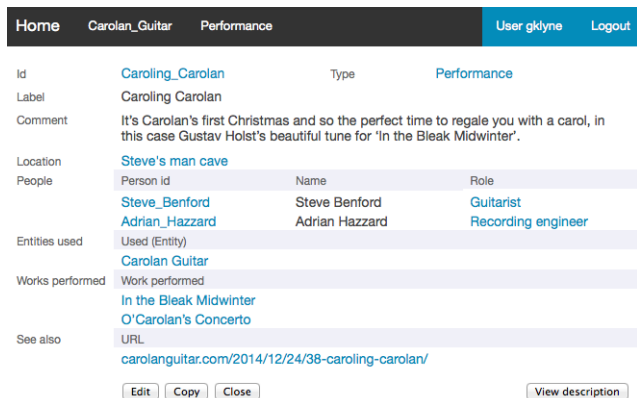 Home Carolan_Guitar Performance User gklyne Logout
Id Caroling_Carolan Type Performance
Label Caroling Carolan
Comment It's Carolan's first Christmas and so the perfect time to regale you with a carol, in
this case Gustav Holst's beautiful tune for ‘In the Bleak Midwinter’.
Location Steve's man cave
People Person id Name Role
Steve_Benford Steve Benford Guitarist
Adrian_Hazzard Adrian Hazzard Recording engineer
Entities used Used (Entity)
Carolan Guitar
Works performed Work performed
In the Bleak Midwinter
O'Carolan's Concerto
See also URL
carolanguitar.com/2014/12/24/38-caroling-carolan/
Edit Copy Close View description